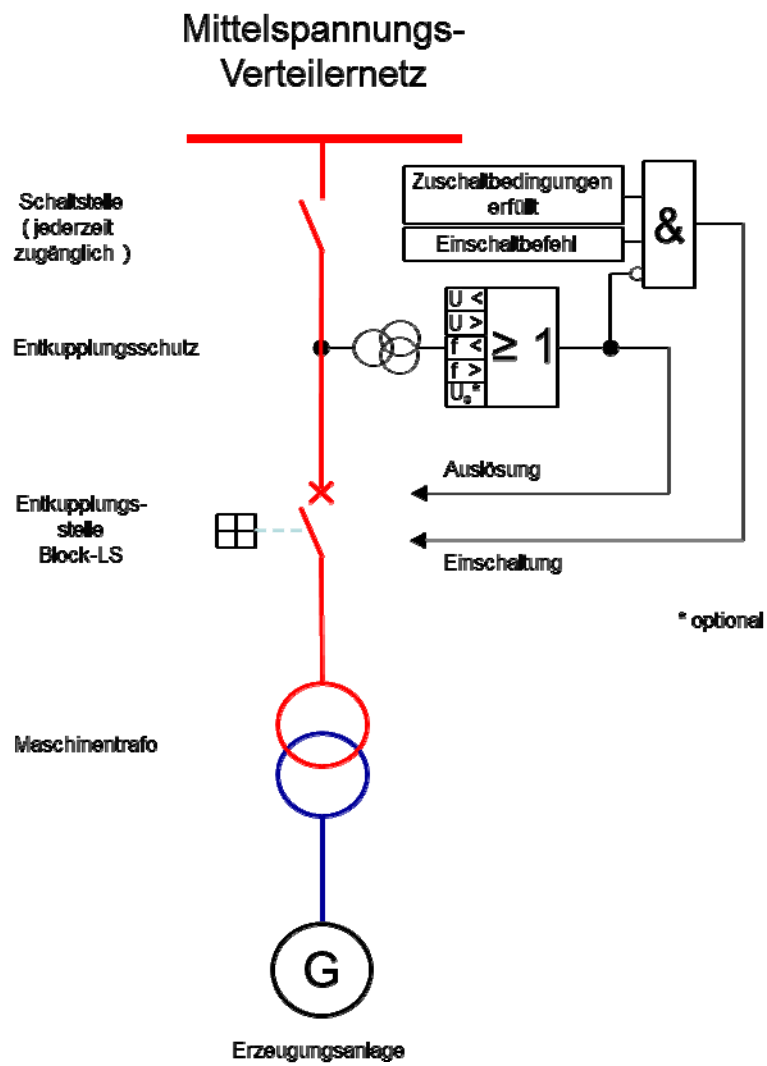 Mittelspannungs-
Verteilernetz
Schaltstelle
( jederzeit
zugänglich )
Zuschaltbedingungen
erfüllt
Einschaltbefehl
&
Entkupplungsschutz
U <
U >
f <
f >
U₀*
≥ 1
Auslösung
Entkupplungs-
stelle
Block-LS
Einschaltung
* optional
Maschinentrafo
G
Erzeugungsanlage